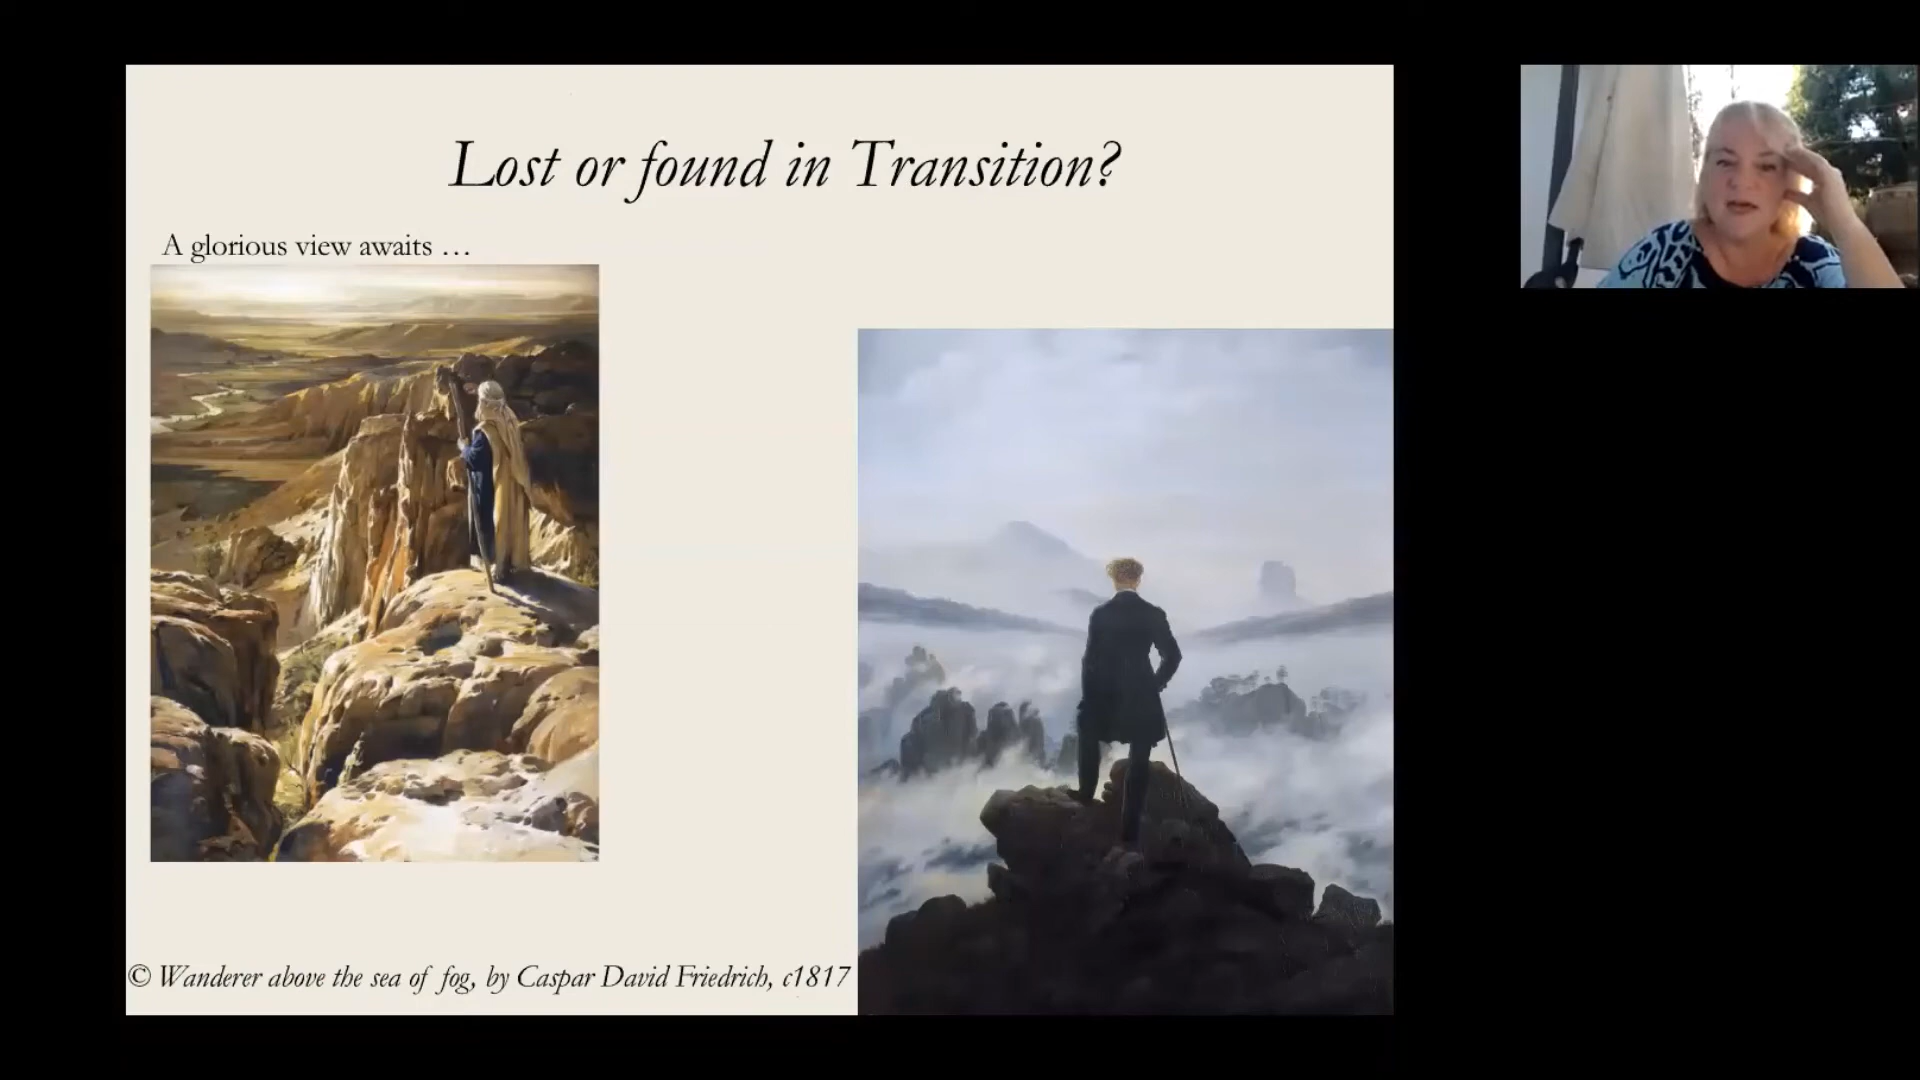 Lost or found in Transition?
A glorious view awaits …
© Wanderer above the sea of fog, by Caspar David Friedrich, c1817